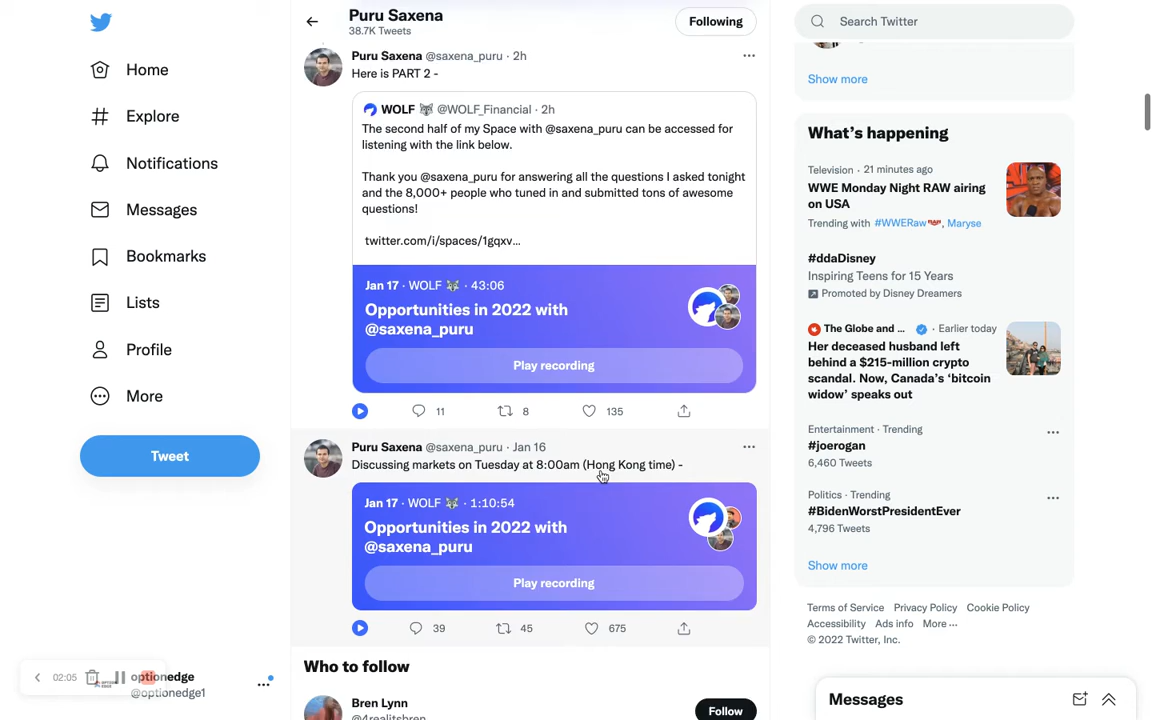 Home
Explore
Notifications
Messages
Bookmarks
Lists
Profile
More
Tweet
02:05
optionedge
@optionedge1
Puru Saxena
38.7K Tweets
Following
Puru Saxena @saxena_puru · 2h
Here is PART 2 -
WOLF @WOLF_Financial · 2h
The second half of my Space with @saxena_puru can be accessed for
listening with the link below.
Thank you @saxena_puru for answering all the questions I asked tonight
and the 8,000+ people who tuned in and submitted tons of awesome
questions!
twitter.com/i/spaces/1gqxv...
Jan 17 · WOLF · 43:06
Opportunities in 2022 with
@saxena_puru
Play recording
11 8 135
Puru Saxena @saxena_puru · Jan 16
Discussing markets on Tuesday at 8:00am (Hong Kong time) -
Jan 17 · WOLF · 1:10:54
Opportunities in 2022 with
@saxena_puru
Play recording
39 45 675
Who to follow
Bren Lynn
@4realitsbren
Follow
Search Twitter
Show more
What's happening
Television · 21 minutes ago
WWE Monday Night RAW airing
on USA
Trending with #WWERaw, Maryse
#ddaDisney
Inspiring Teens for 15 Years
Promoted by Disney Dreamers
The Globe and ... · Earlier today
Her deceased husband left
behind a $215-million crypto
scandal. Now, Canada's 'bitcoin
widow' speaks out
Entertainment · Trending
#joerogan
6,460 Tweets
Politics · Trending
#BidenWorstPresidentEver
4,796 Tweets
Show more
Terms of Service Privacy Policy Cookie Policy
Accessibility Ads info More ···
© 2022 Twitter, Inc.
Messages